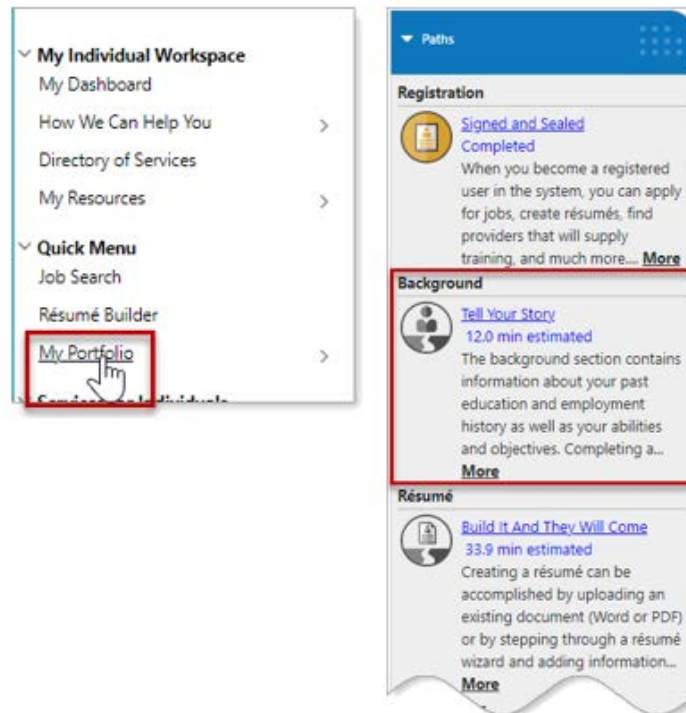 My Individual Workspace
My Dashboard
How We Can Help You
Directory of Services
My Resources
Quick Menu
Job Search
Résumé Builder
My Portfolio
Services for Individuals
Paths
Registration
Signed and Sealed
Completed
When you become a registered
user in the system, you can apply
for jobs, create résumés, find
providers that will supply
training, and much more.... More
Background
Tell Your Story
12.0 min estimated
The background section contains
information about your past
education and employment
history as well as your abilities
and objectives. Completing a...
More
Résumé
Build It And They Will Come
33.9 min estimated
Creating a résumé can be
accomplished by uploading an
existing document (Word or PDF)
or by stepping through a résumé
wizard and adding information...
More